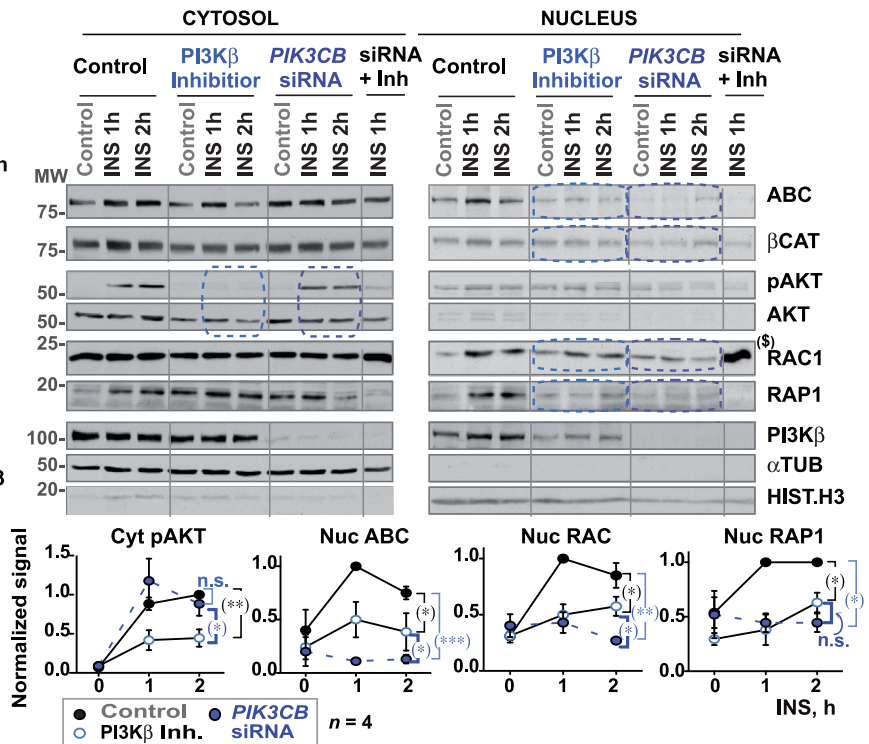 CYTOSOL NUCLEUS
Control PI3Kβ Inhibitior PIK3CB siRNA siRNA + Inh Control PI3Kβ Inhibitior PIK3CB siRNA siRNA + Inh
Control INS 1h INS 2h Control INS 1h INS 2h Control INS 1h INS 2h INS 1h Control INS 1h INS 2h Control INS 1h INS 2h Control INS 1h INS 2h INS 1h
MW
75- ABC
75- βCAT
50- pAKT
50- AKT
25- ($)
RAC1
20- RAP1
100- PI3Kβ
50- αTUB
20- HIST.H3
Cyt pAKT Nuc ABC Nuc RAC Nuc RAP1
Normalized signal
1.5 1.0 0.5 0.0 n.s. (**) (*) 0 1 2
1.0 0.5 0.0 (*) (*) (***) 0 1 2
1.0 0.5 0.0 (*) (**) (*) 0 1 2
1.0 0.5 0.0 (*) (*) n.s. 0 1 2
INS, h
Control PIK3CB
PI3Kβ Inh. siRNA
n = 4